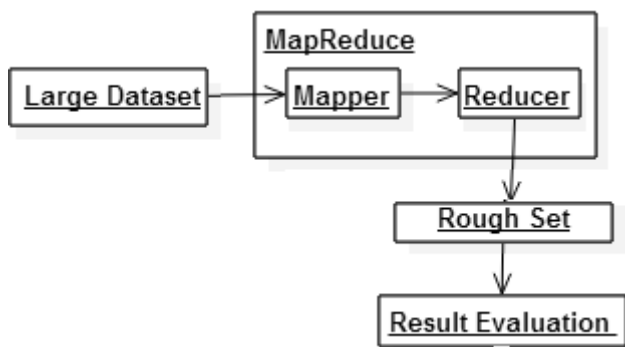 MapReduce
Large Dataset
Mapper
Reducer
Rough Set
Result Evaluation